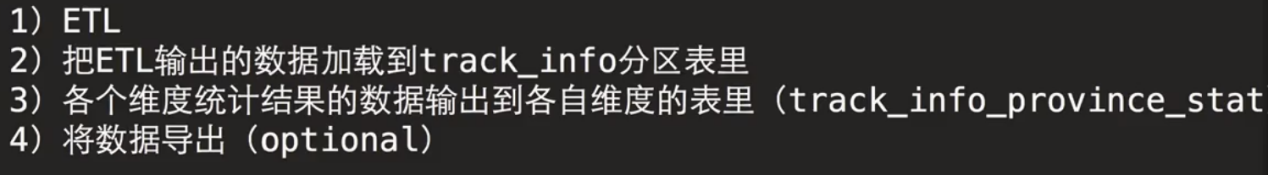 1）ETL
2）把ETL输出的数据加载到track_info分区表里
3）各个维度统计结果的数据输出到各自维度的表里（track_info_province_stat
4）将数据导出（optional）